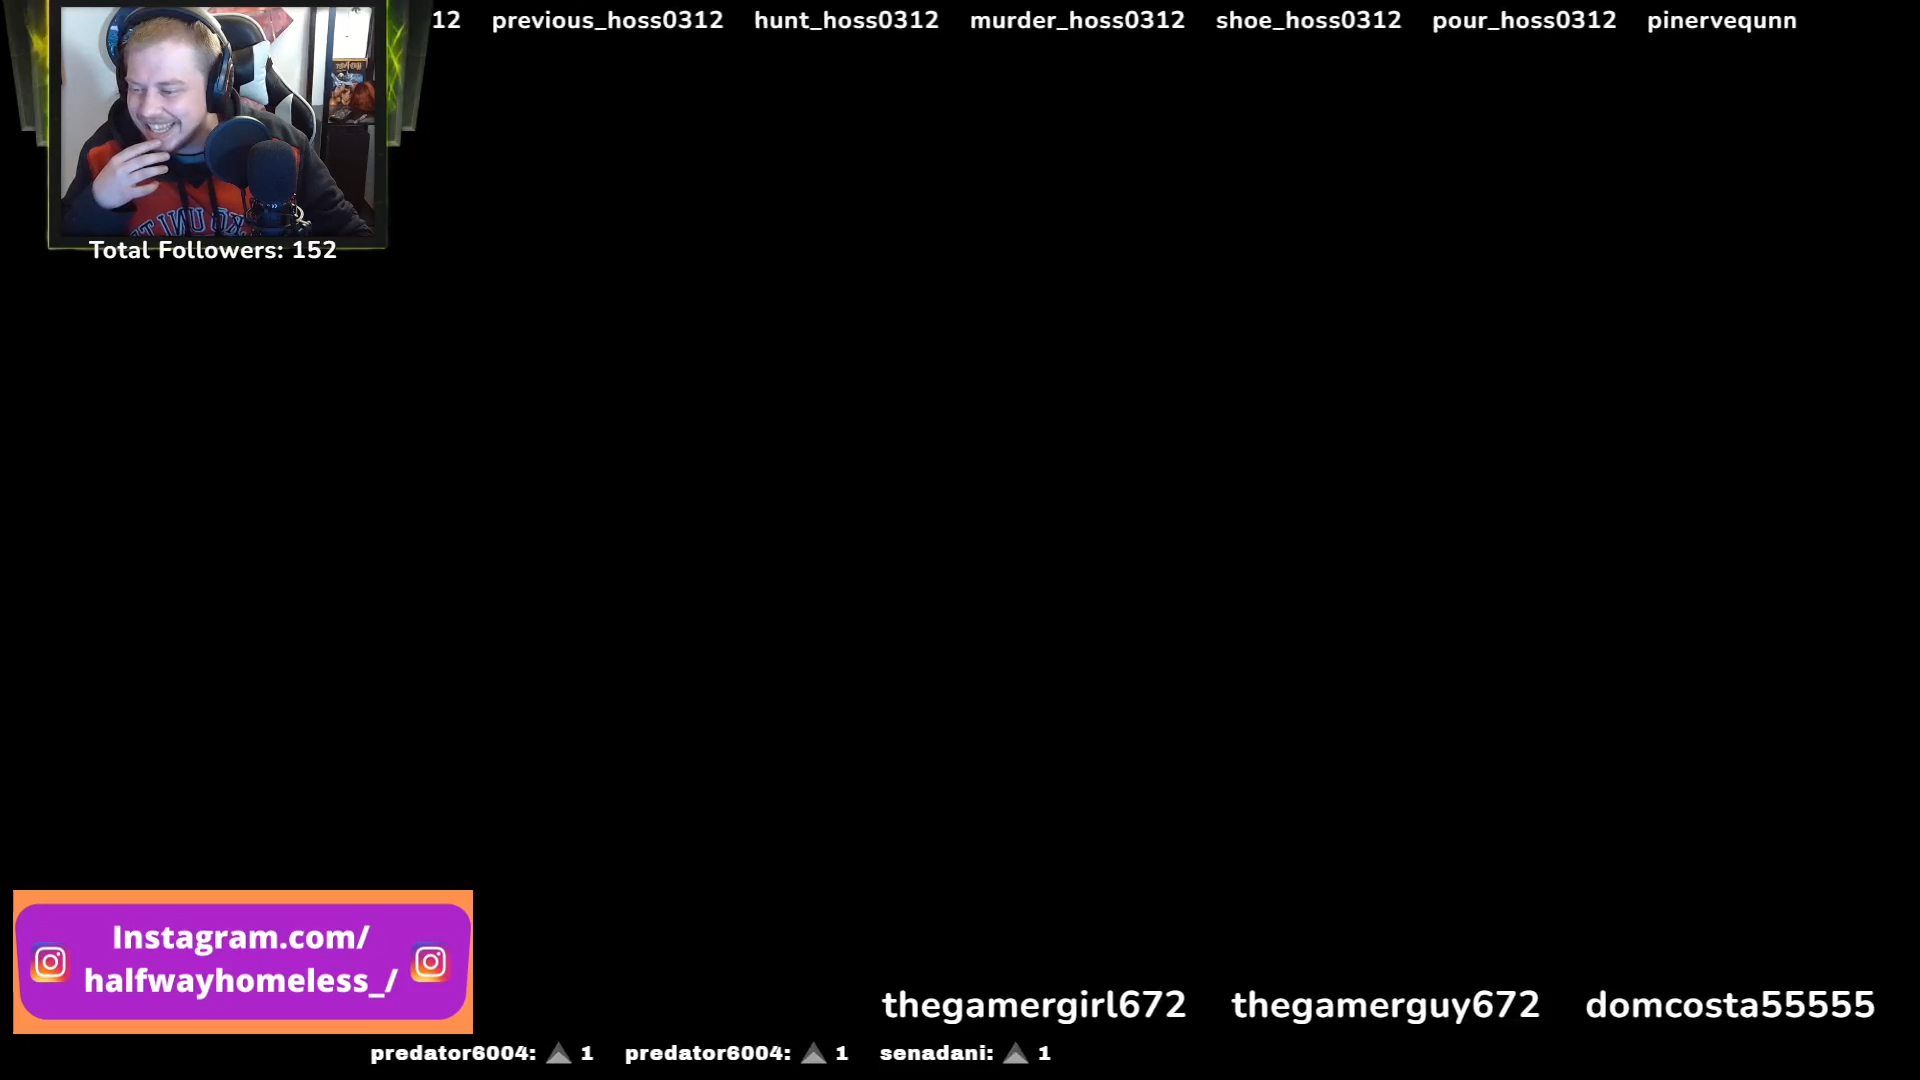 12 previous_hoss0312 hunt_hoss0312 murder_hoss0312 shoe_hoss0312 pour_hoss0312 pinervequnn
Total Followers: 152
Instagram.com/
halfwayhomeless_/
thegamergirl672 thegamerguy672 domcosta55555
predator6004: 1 predator6004: 1 senadani: 1